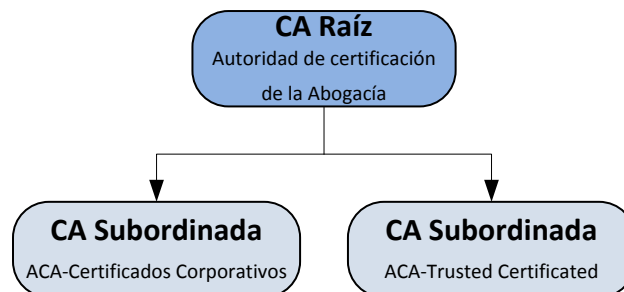 CA Raíz
Autoridad de certificación
de la Abogacía
CA Subordinada
ACA-Certificados Corporativos
CA Subordinada
ACA-Trusted Certificated